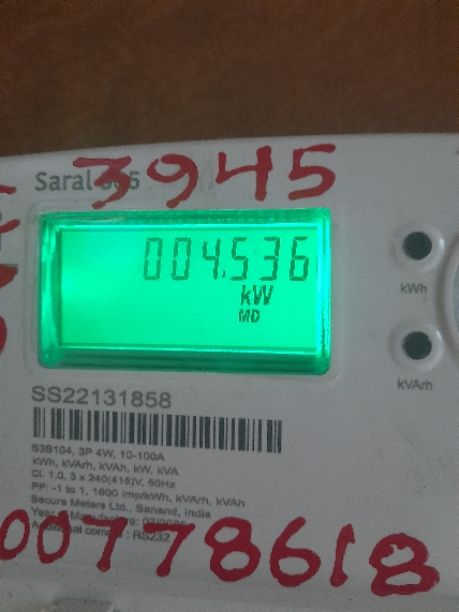 3945
Saral
004.536
kW
MD
kWh
kVArh
SS22131858
S3B104, 3P 4W, 10-100A
kWh, kVArh, kVAh, kW, kVA
Cl. 1.0, 3 x 240(415)V, 50Hz
PF: -1 to 1, 1600 imp/kWh, kVArh, kVAh
Secure Meters Ltd., Sanand, India
: RS232
00778618